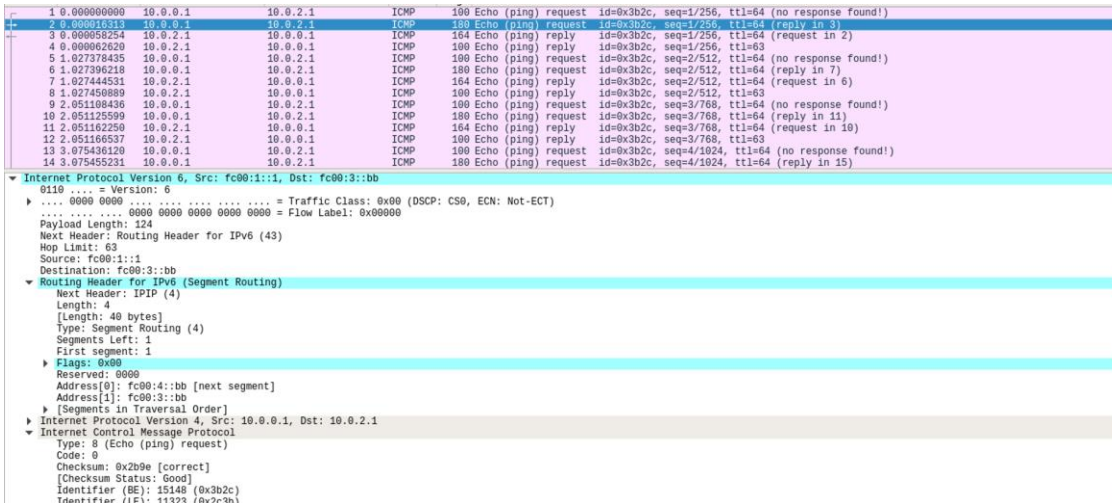 1 0.000000000 10.0.0.1 10.0.2.1 ICMP 100 Echo (ping) request id=0x3b2c, seq=1/256, ttl=64 (no response found!)
2 0.000016313 10.0.0.1 10.0.2.1 ICMP 180 Echo (ping) request id=0x3b2c, seq=1/256, ttl=64 (reply in 3)
3 0.000058254 10.0.2.1 10.0.0.1 ICMP 164 Echo (ping) reply id=0x3b2c, seq=1/256, ttl=64 (request in 2)
4 0.000062620 10.0.2.1 10.0.0.1 ICMP 100 Echo (ping) reply id=0x3b2c, seq=1/256, ttl=63
5 1.027378435 10.0.0.1 10.0.2.1 ICMP 100 Echo (ping) request id=0x3b2c, seq=2/512, ttl=64 (no response found!)
6 1.027396218 10.0.0.1 10.0.2.1 ICMP 180 Echo (ping) request id=0x3b2c, seq=2/512, ttl=64 (reply in 7)
7 1.027444531 10.0.2.1 10.0.0.1 ICMP 164 Echo (ping) reply id=0x3b2c, seq=2/512, ttl=64 (request in 6)
8 1.027450889 10.0.2.1 10.0.0.1 ICMP 100 Echo (ping) reply id=0x3b2c, seq=2/512, ttl=63
9 2.051108436 10.0.0.1 10.0.2.1 ICMP 100 Echo (ping) request id=0x3b2c, seq=3/768, ttl=64 (no response found!)
10 2.051125599 10.0.0.1 10.0.2.1 ICMP 180 Echo (ping) request id=0x3b2c, seq=3/768, ttl=64 (reply in 11)
11 2.051162250 10.0.2.1 10.0.0.1 ICMP 164 Echo (ping) reply id=0x3b2c, seq=3/768, ttl=64 (request in 10)
12 2.051166537 10.0.2.1 10.0.0.1 ICMP 100 Echo (ping) reply id=0x3b2c, seq=3/768, ttl=63
13 3.075436120 10.0.0.1 10.0.2.1 ICMP 100 Echo (ping) request id=0x3b2c, seq=4/1024, ttl=64 (no response found!)
14 3.075455231 10.0.0.1 10.0.2.1 ICMP 180 Echo (ping) request id=0x3b2c, seq=4/1024, ttl=64 (reply in 15)
Internet Protocol Version 6, Src: fc00:1::1, Dst: fc00:3::bb
0110 .... = Version: 6
.... 0000 0000 .... .... .... .... .... = Traffic Class: 0x00 (DSCP: CS0, ECN: Not-ECT)
.... .... .... 0000 0000 0000 0000 0000 = Flow Label: 0x00000
Payload Length: 124
Next Header: Routing Header for IPv6 (43)
Hop Limit: 63
Source: fc00:1::1
Destination: fc00:3::bb
Routing Header for IPv6 (Segment Routing)
Next Header: IPIP (4)
Length: 4
[Length: 40 bytes]
Type: Segment Routing (4)
Segments Left: 1
First segment: 1
Flags: 0x00
Reserved: 0000
Address[0]: fc00:4::bb [next segment]
Address[1]: fc00:3::bb
[Segments in Traversal Order]
Internet Protocol Version 4, Src: 10.0.0.1, Dst: 10.0.2.1
Internet Control Message Protocol
Type: 8 (Echo (ping) request)
Code: 0
Checksum: 0x2b9e [correct]
[Checksum Status: Good]
Identifier (BE): 15148 (0x3b2c)
Identifier (LE): 11323 (0x2c3b)